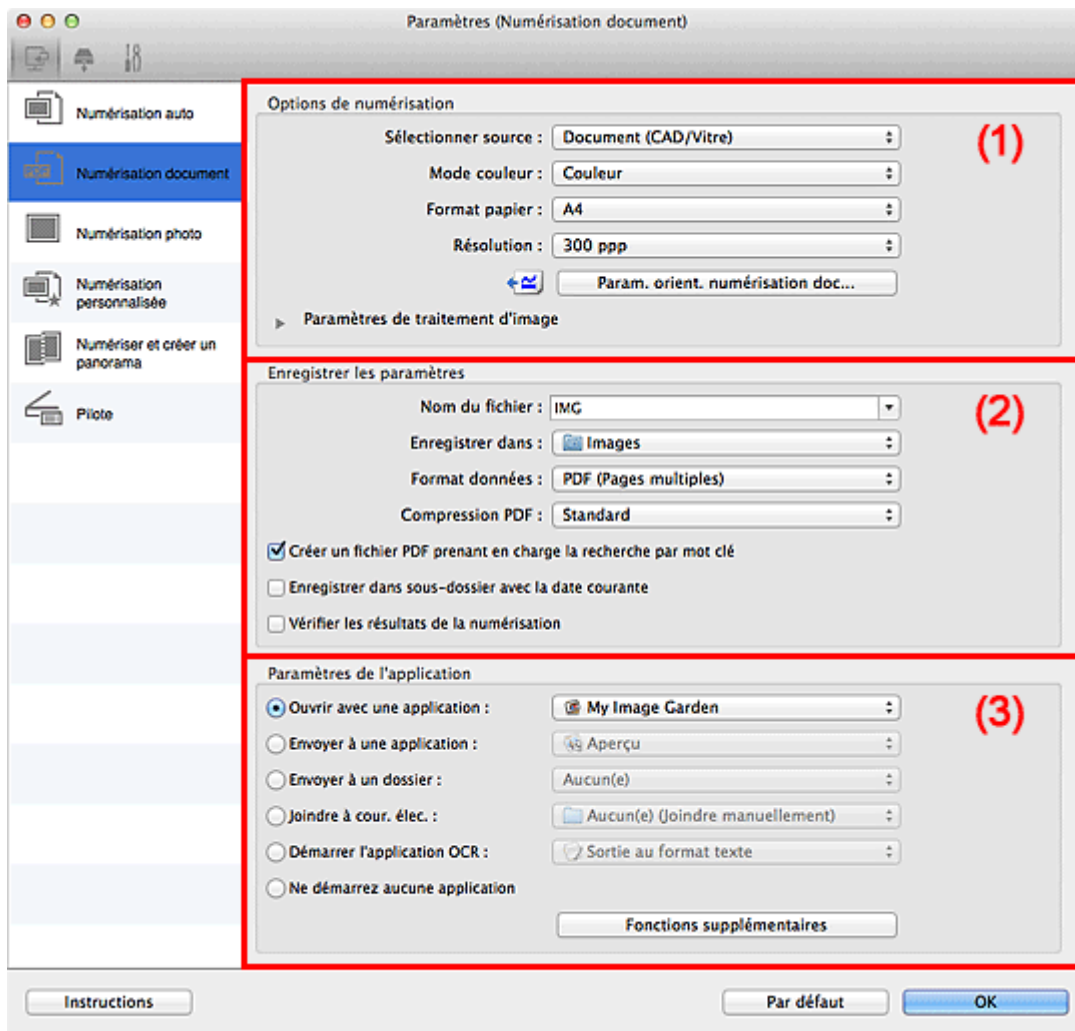 Paramètres (Numérisation document)
Numérisation auto
PDF
Numérisation document
Numérisation photo
Numérisation
personnalisée
Numériser et créer un
panorama
Pilote
Options de numérisation
(1)
Sélectionner source : Document (CAD/Vitre)
Mode couleur : Couleur
Format papier : A4
Résolution : 300 ppp
Param. orient. numérisation doc...
Paramètres de traitement d'image
Enregistrer les paramètres
(2)
Nom du fichier : IMG
Enregistrer dans : Images
Format données : PDF (Pages multiples)
Compression PDF : Standard
Créer un fichier PDF prenant en charge la recherche par mot clé
Enregistrer dans sous-dossier avec la date courante
Vérifier les résultats de la numérisation
Paramètres de l'application
(3)
Ouvrir avec une application : My Image Garden
Envoyer à une application : Aperçu
Envoyer à un dossier : Aucun(e)
Joindre à cour. élec. : Aucun(e) (Joindre manuellement)
Démarrer l'application OCR : Sortie au format texte
Ne démarrez aucune application
Fonctions supplémentaires
Instructions
Par défaut
OK